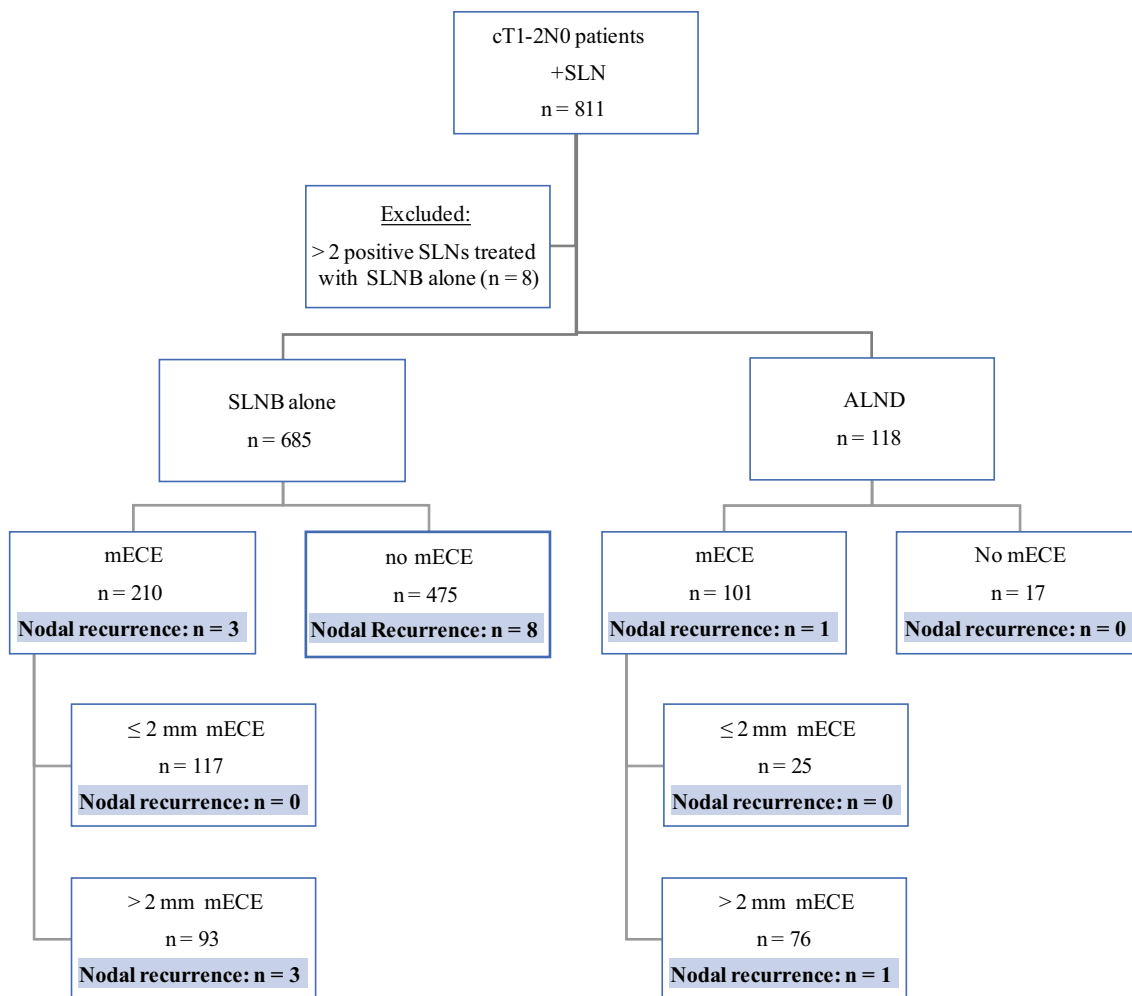 cT1-2N0 patients
+SLN
n = 811
Excluded:
> 2 positive SLNs treated
with SLNB alone (n = 8)
SLNB alone
n = 685
ALND
n = 118
mECE
n = 210
Nodal recurrence: n = 3
no mECE
n = 475
Nodal Recurrence: n = 8
mECE
n = 101
Nodal recurrence: n = 1
No mECE
n = 17
Nodal recurrence: n = 0
≤ 2 mm mECE
n = 117
Nodal recurrence: n = 0
≤ 2 mm mECE
n = 25
Nodal recurrence: n = 0
> 2 mm mECE
n = 93
Nodal recurrence: n = 3
> 2 mm mECE
n = 76
Nodal recurrence: n = 1